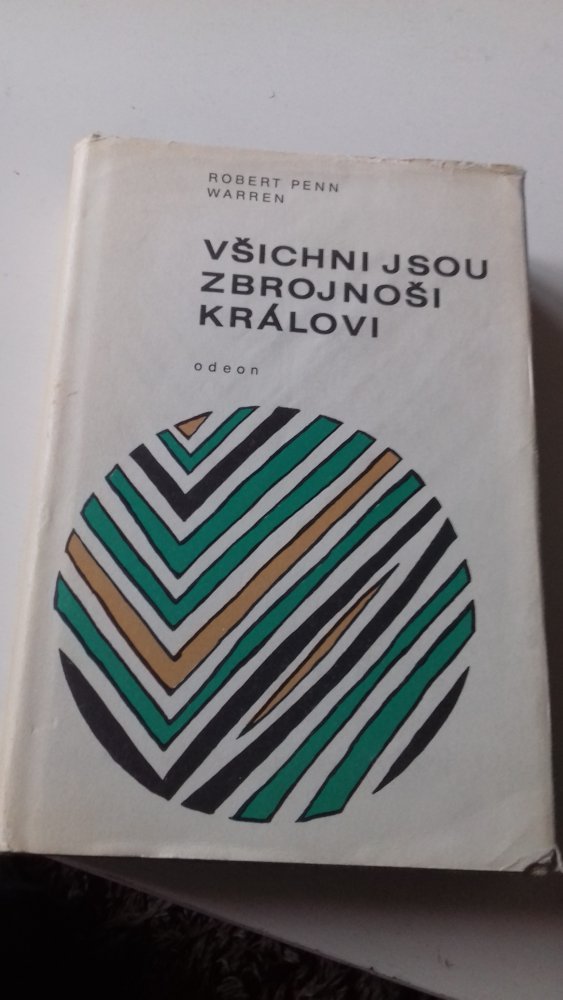 ROBERT PENN
WARREN
VŠICHNI JSOU
ZBROJNOŠI
KRÁLOVI
odeon